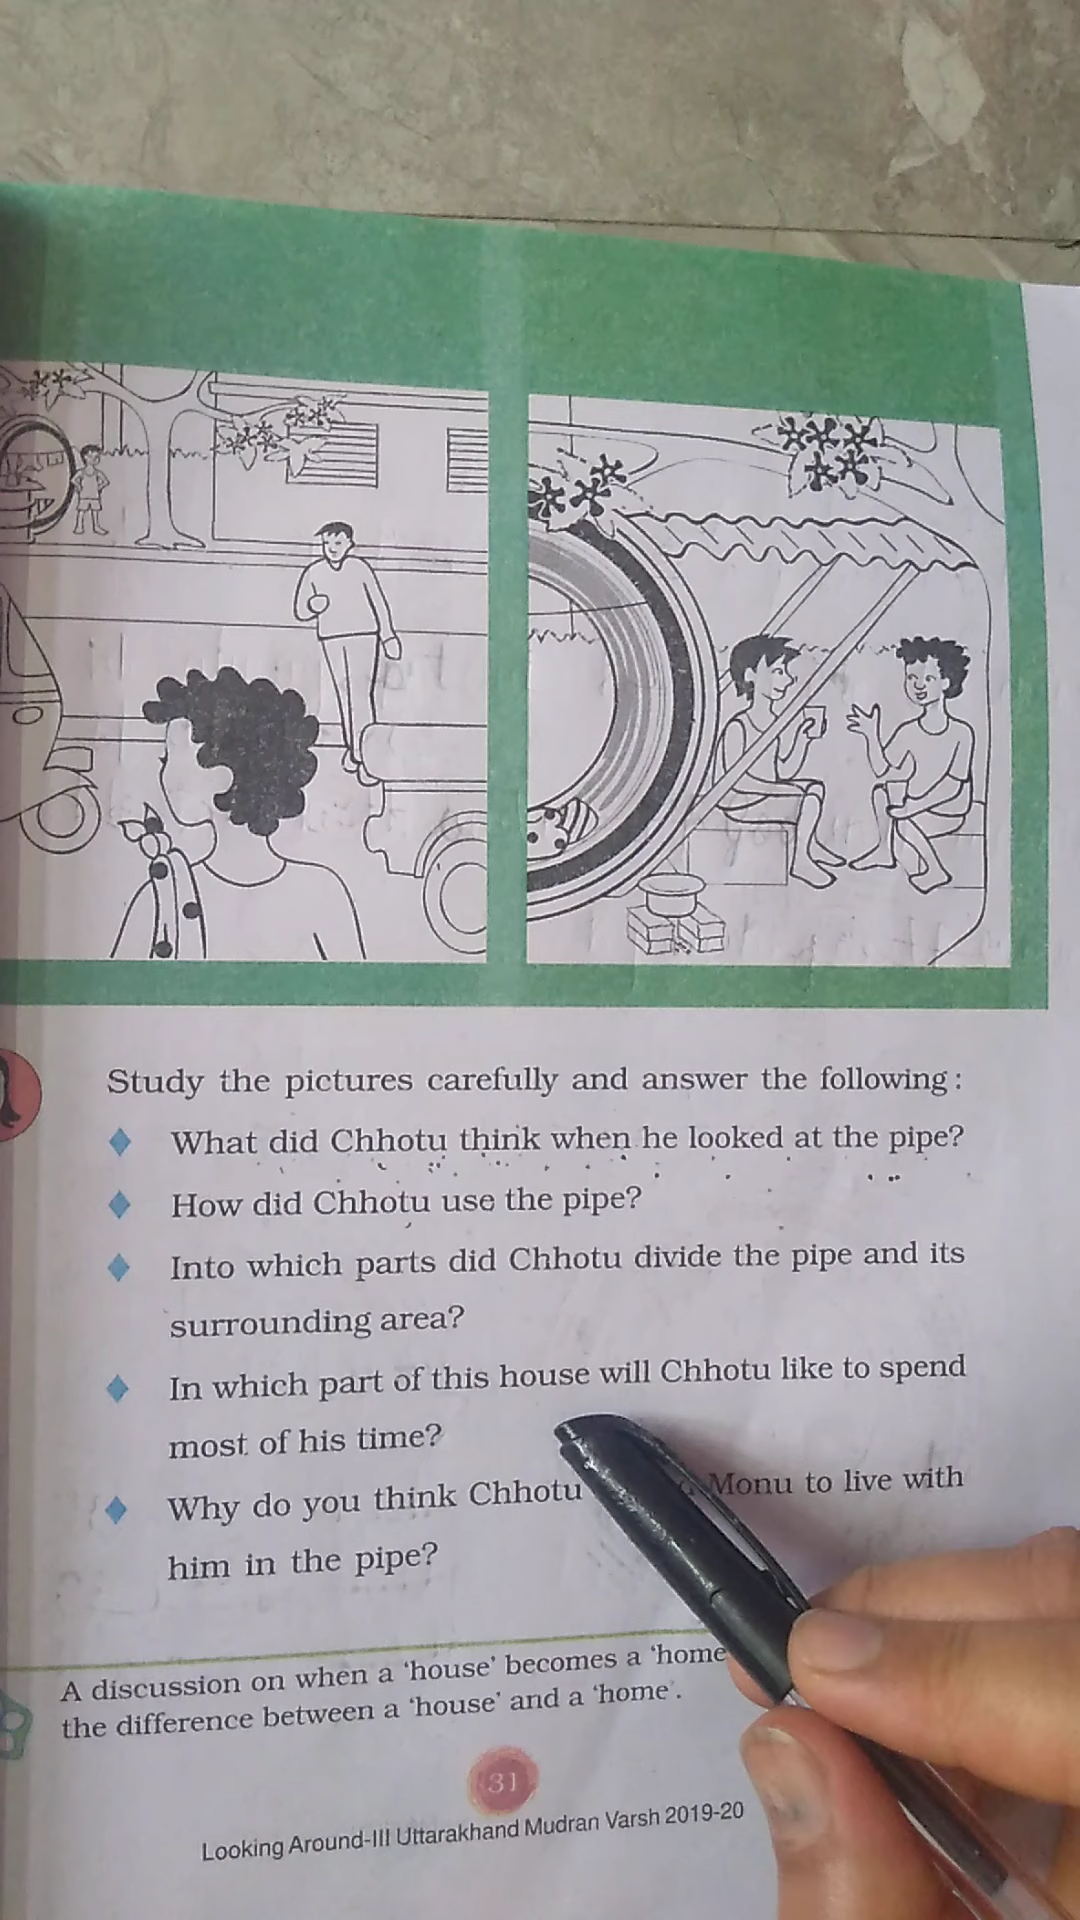 Study the pictures carefully and answer the following:
What did Chhotu think when he looked at the pipe?
How did Chhotu use the pipe?
Into which parts did Chhotu divide the pipe and its
surrounding area?
In which part of this house will Chhotu like to spend
most of his time?
Why do you think Chhotu Monu to live with
him in the pipe?
A discussion on when a 'house' becomes a 'home
the difference between a 'house' and a 'home'.
31
Looking Around-III Uttarakhand Mudran Varsh 2019-20